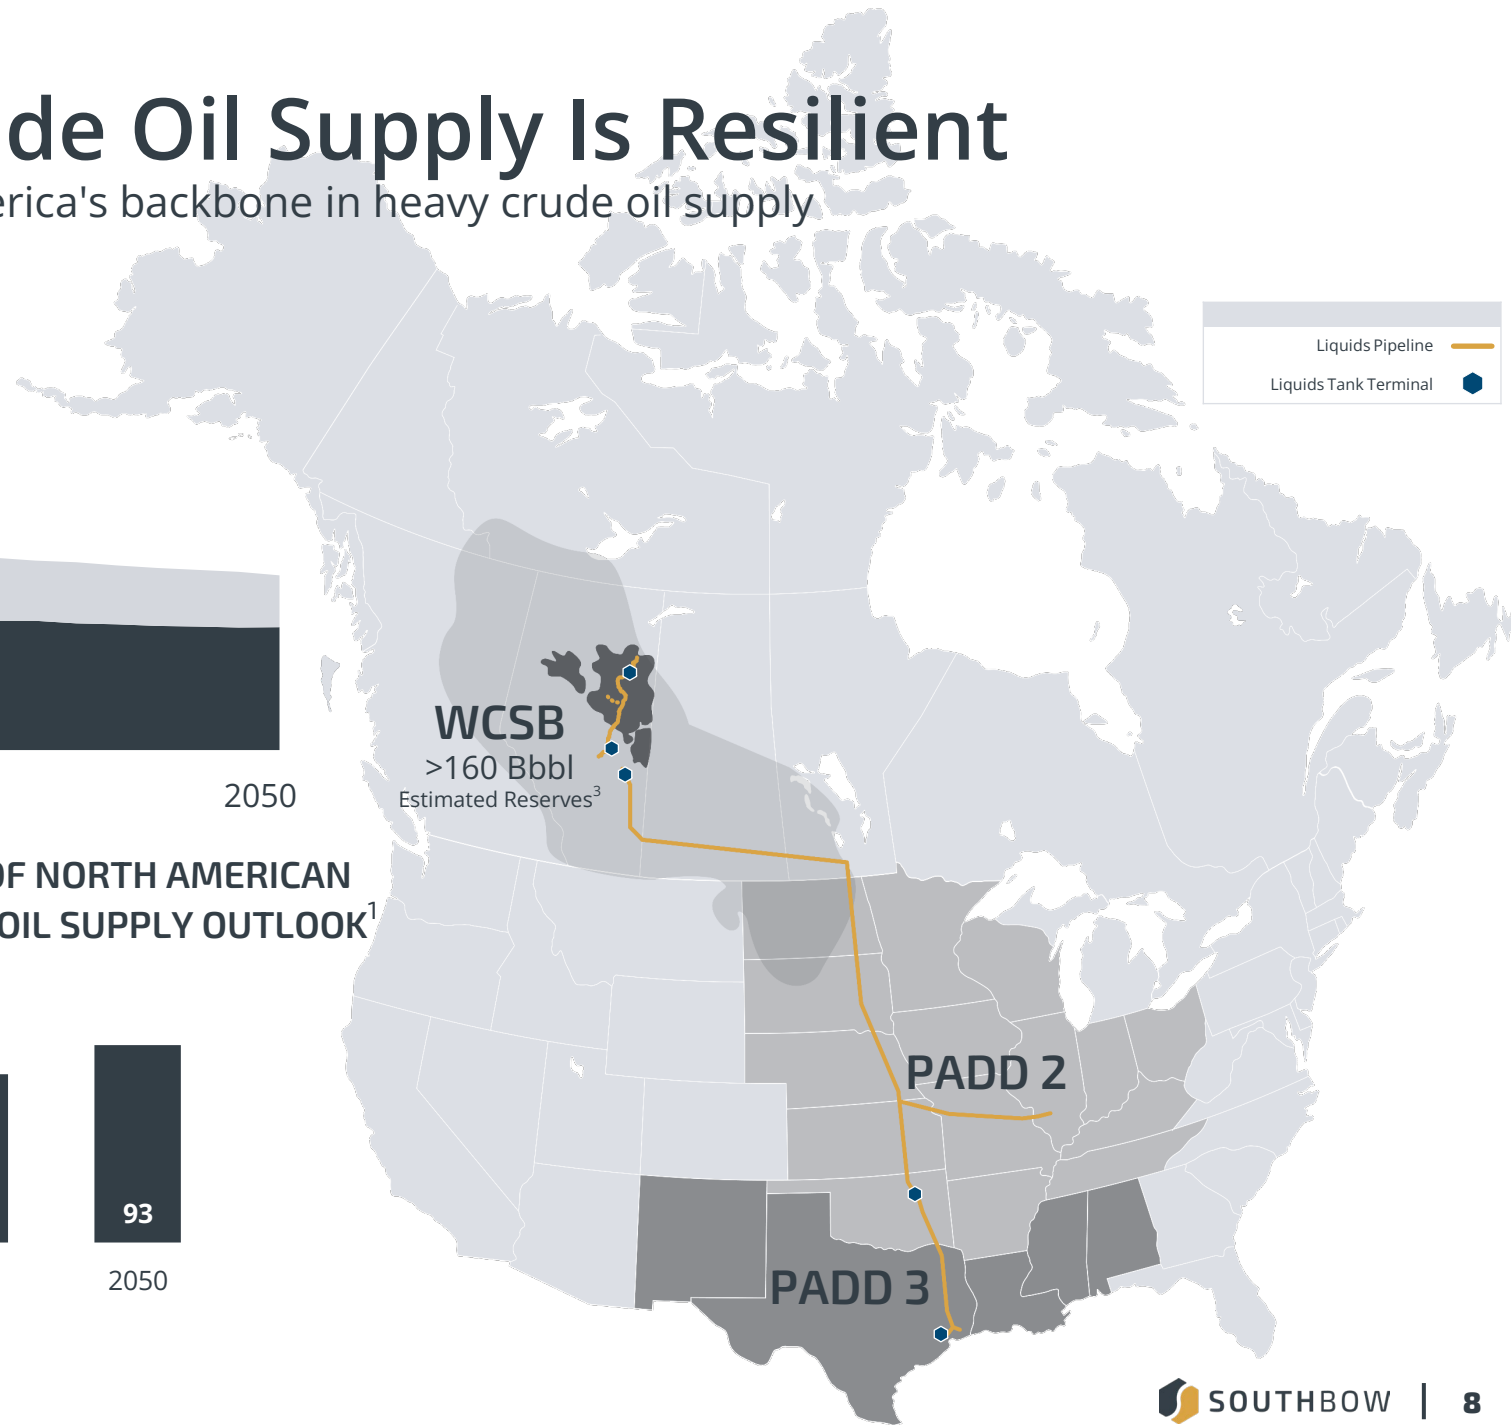 de Oil Supply Is Resilient
erica's backbone in heavy crude oil supply
Liquids Pipeline
Liquids Tank Terminal
WCSB
>160 Bbbl
Estimated Reserves3
2050
OF NORTH AMERICAN
OIL SUPPLY OUTLOOK1
PADD 2
93
2050
PADD 3
SOUTHBOW | 8